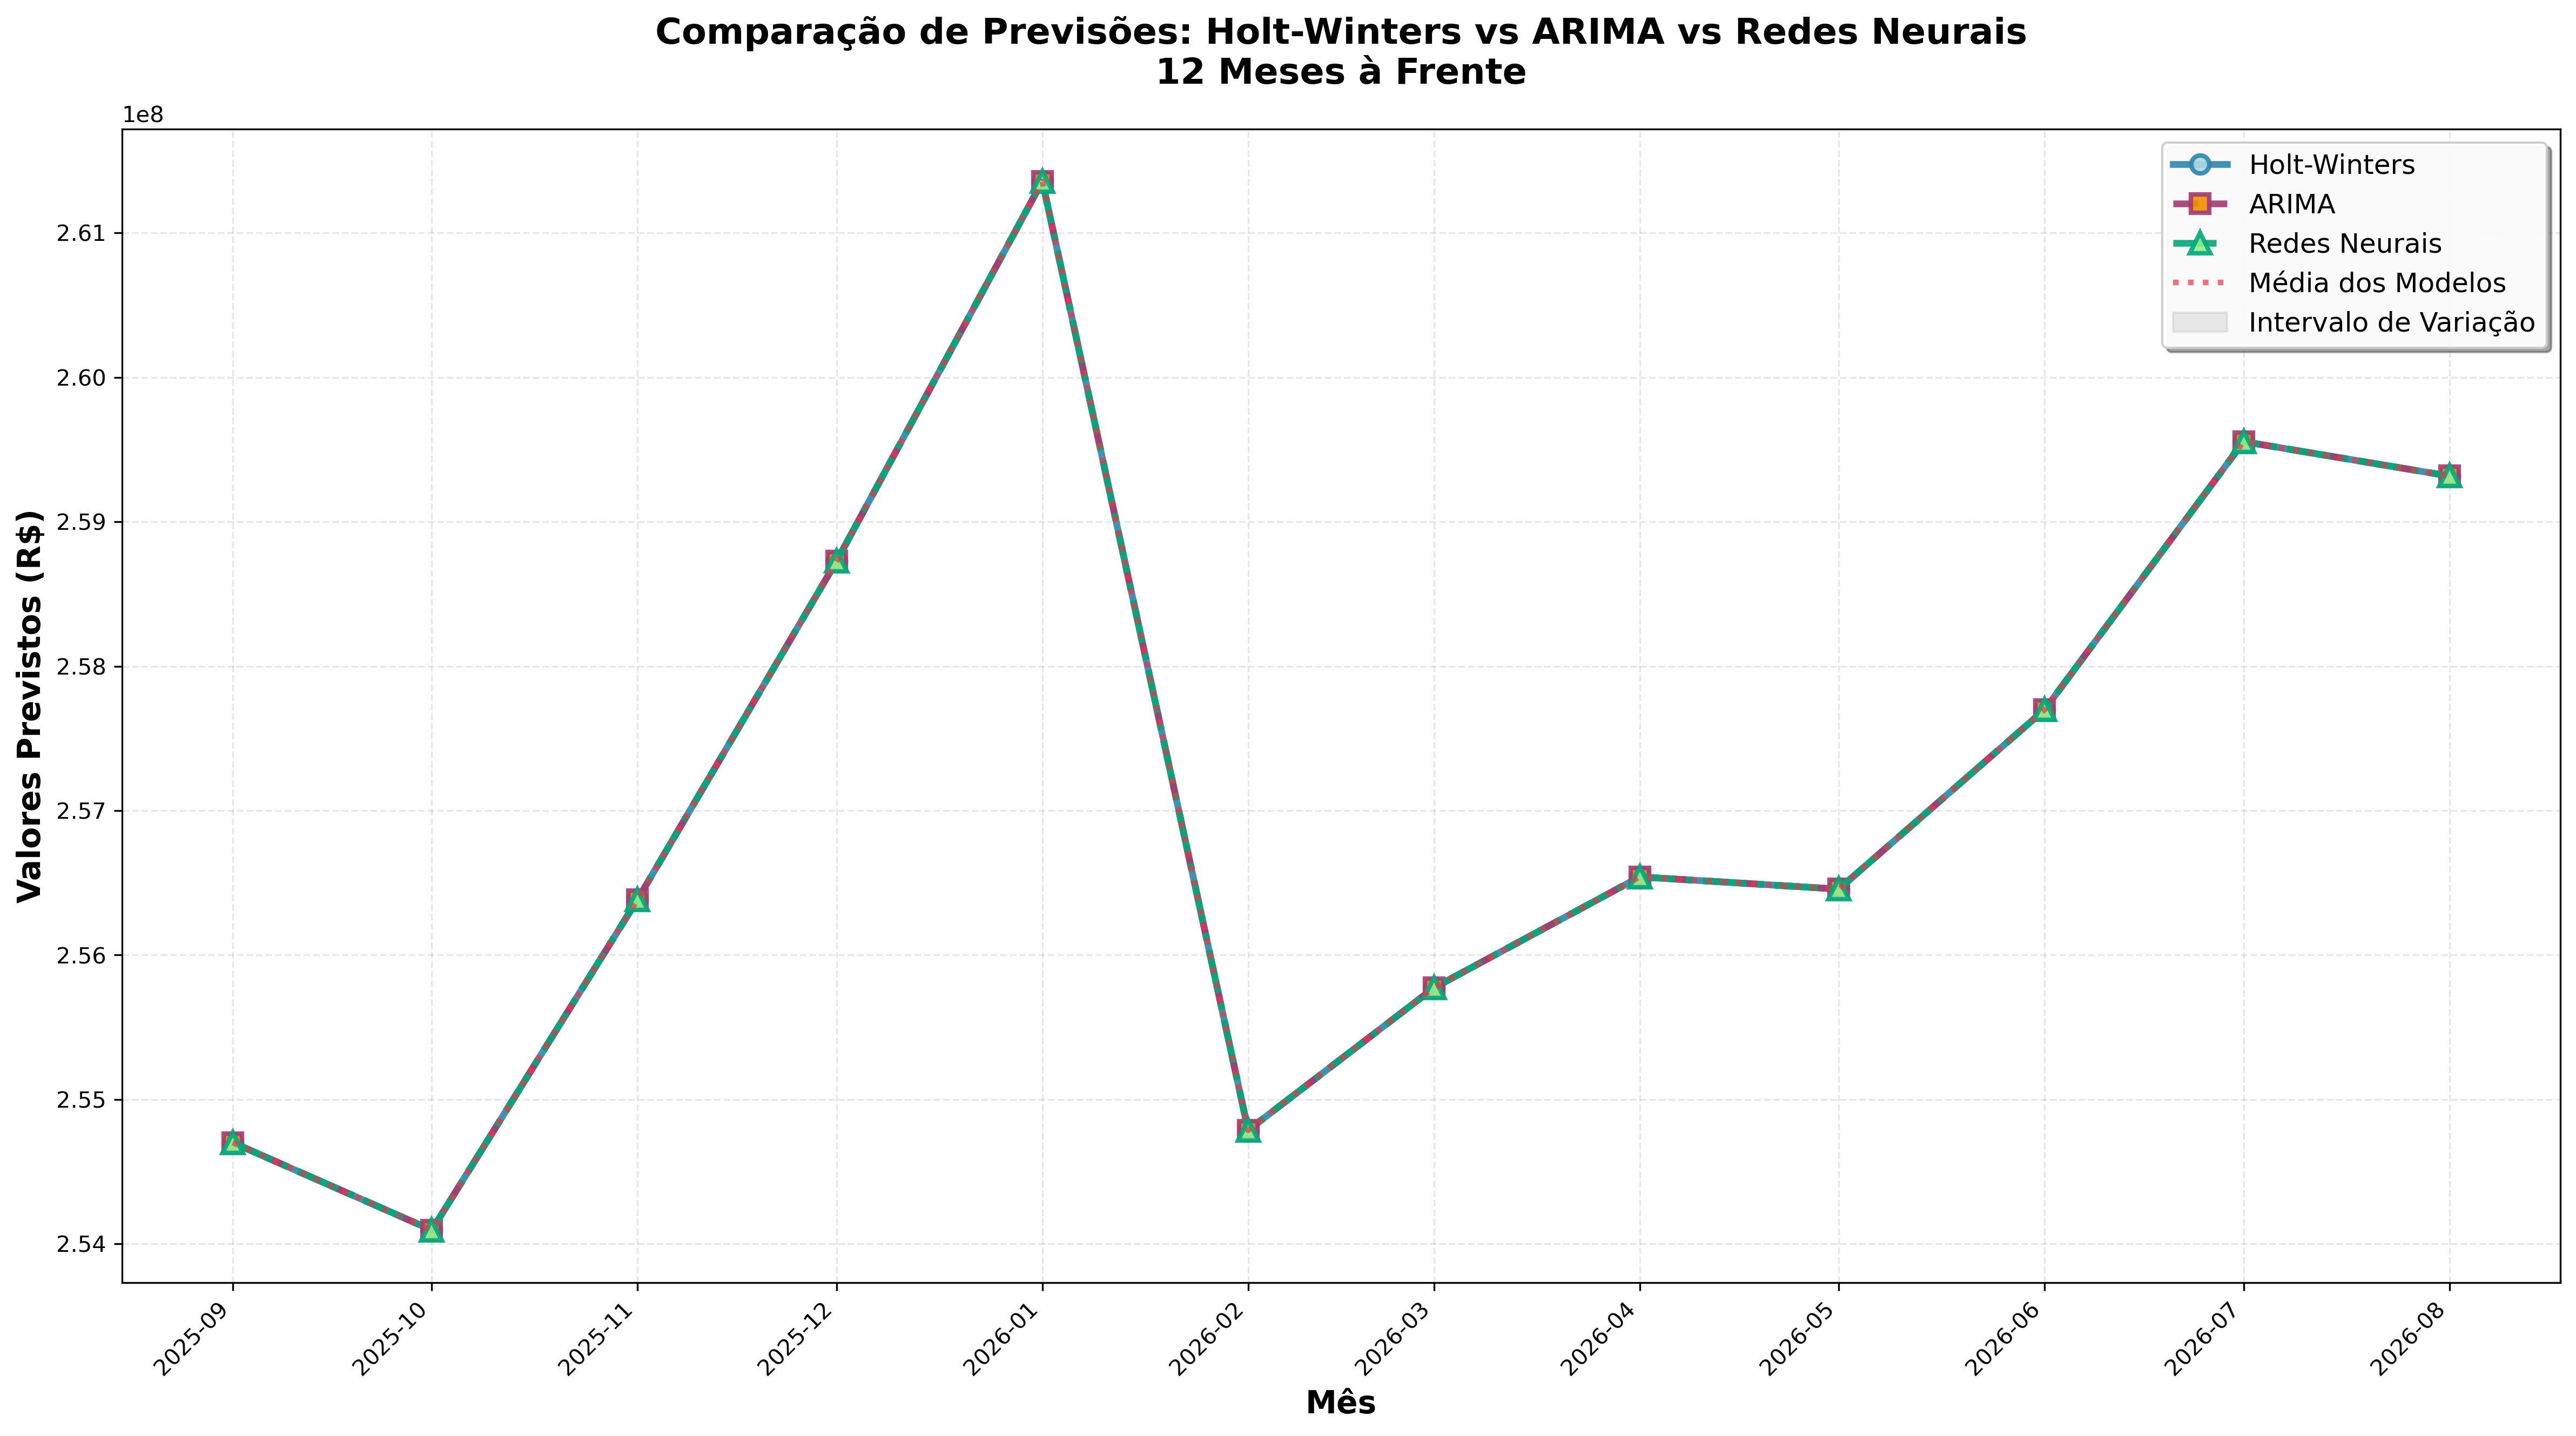 Comparação de Previsões: Holt-Winters vs ARIMA vs Redes Neurais
12 Meses à Frente
1e8
Holt-Winters
ARIMA
Redes Neurais
Média dos Modelos
Intervalo de Variação
2.61
2.60
2.59
2.58
2.57
2.56
2.55
2.54
Valores Previstos (R$)
2025-09
2025-10
2025-11
2025-12
2026-01
2026-02
2026-03
2026-04
2026-05
2026-06
2026-07
2026-08
Mês